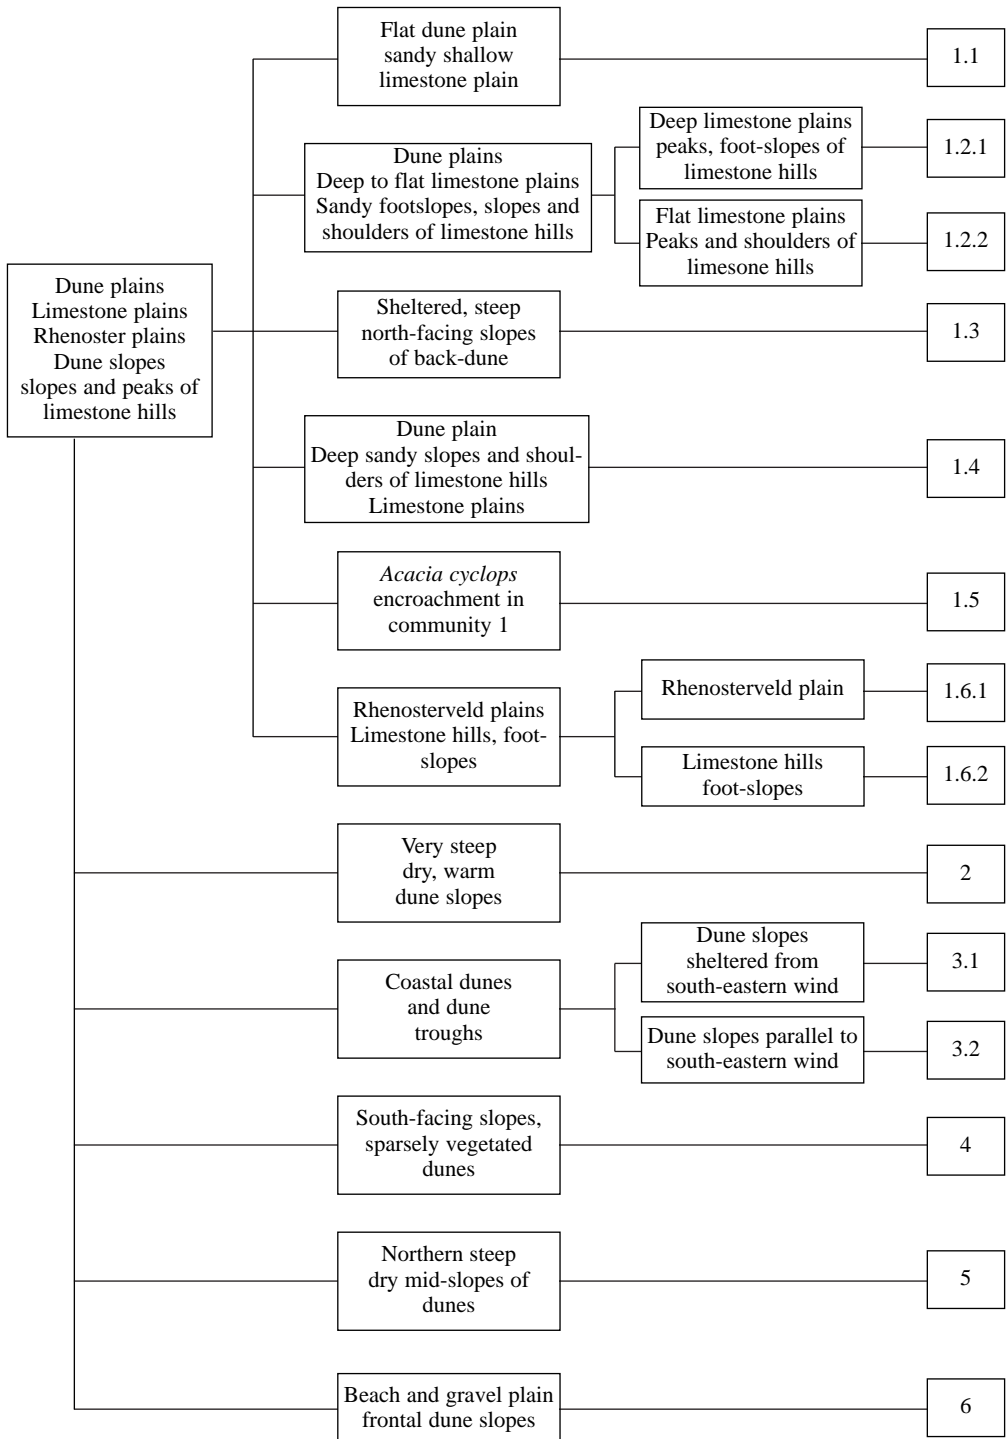 Flat dune plain
sandy shallow
limestone plain
1.1
Dune plains
Deep to flat limestone plains
Sandy footslopes, slopes and
shoulders of limestone hills
Deep limestone plains
peaks, foot-slopes of
limestone hills
1.2.1
Flat limestone plains
Peaks and shoulders of
limesone hills
1.2.2
Dune plains
Limestone plains
Rhenoster plains
Dune slopes
slopes and peaks of
limestone hills
Sheltered, steep
north-facing slopes
of back-dune
1.3
Dune plain
Deep sandy slopes and shoul-
ders of limestone hills
Limestone plains
1.4
Acacia cyclops
encroachment in
community 1
1.5
Rhenosterveld plains
Limestone hills, foot-
slopes
Rhenosterveld plain
1.6.1
Limestone hills
foot-slopes
1.6.2
Very steep
dry, warm
dune slopes
2
Coastal dunes
and dune
troughs
Dune slopes
sheltered from
south-eastern wind
3.1
Dune slopes parallel to
south-eastern wind
3.2
South-facing slopes,
sparsely vegetated
dunes
4
Northern steep
dry mid-slopes of
dunes
5
Beach and gravel plain
frontal dune slopes
6